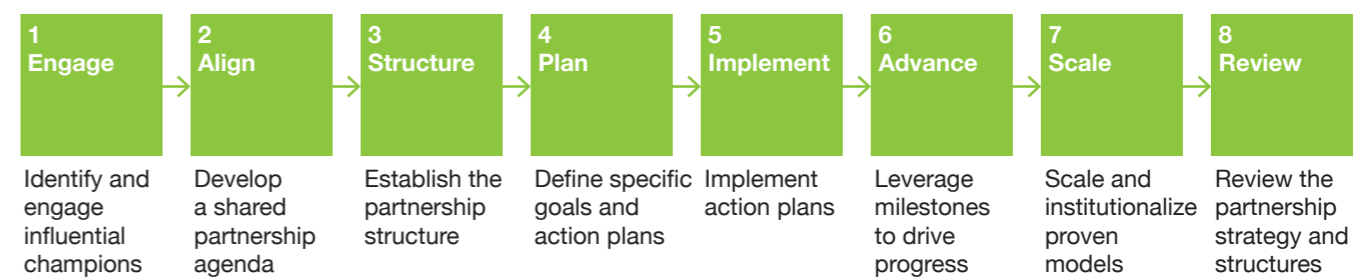 1
Engage
Identify and
engage
influential
champions
2
Align
Develop
a shared
partnership
agenda
3
Structure
Establish the
partnership
structure
4
Plan
Define specific
goals and
action plans
5
Implement
Implement
action plans
6
Advance
Leverage
milestones
to drive
progress
7
Scale
Scale and
institutionalize
proven
models
8
Review
Review the
partnership
strategy and
structures